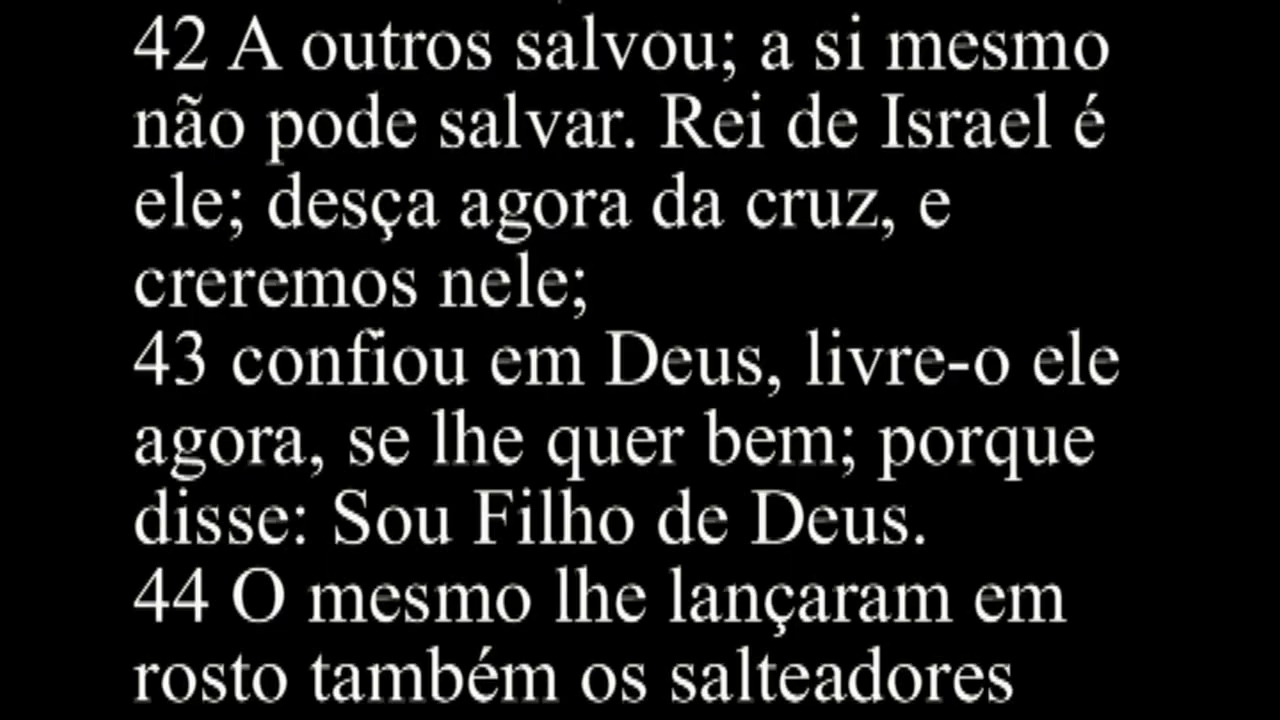 42 A outros salvou; a si mesmo
não pode salvar. Rei de Israel é
ele; desça agora da cruz, e
creremos nele;
43 confiou em Deus, livre-o ele
agora, se lhe quer bem; porque
disse: Sou Filho de Deus.
44 O mesmo lhe lançaram em
rosto também os salteadores